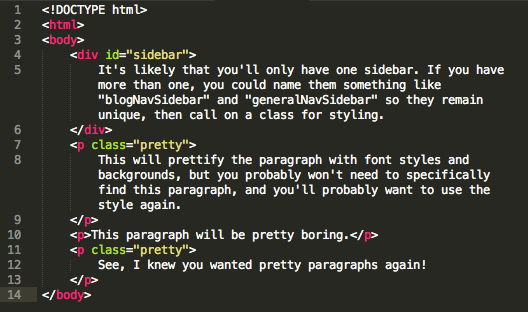 1 <!DOCTYPE html>
2 <html>
3 <body>
4 <div id="sidebar">
5 It's likely that you'll only have one sidebar. If you have
more than one, you could name them something like
"blogNavSidebar" and "generalNavSidebar" so they remain
unique, then call on a class for styling.
6 </div>
7 <p class="pretty">
8 This will prettify the paragraph with font styles and
backgrounds, but you probably won't need to specifically
find this paragraph, and you'll probably want to use the
style again.
9 </p>
10 <p>This paragraph will be pretty boring.</p>
11 <p class="pretty">
12 See, I knew you wanted pretty paragraphs again!
13 </p>
14 </body>